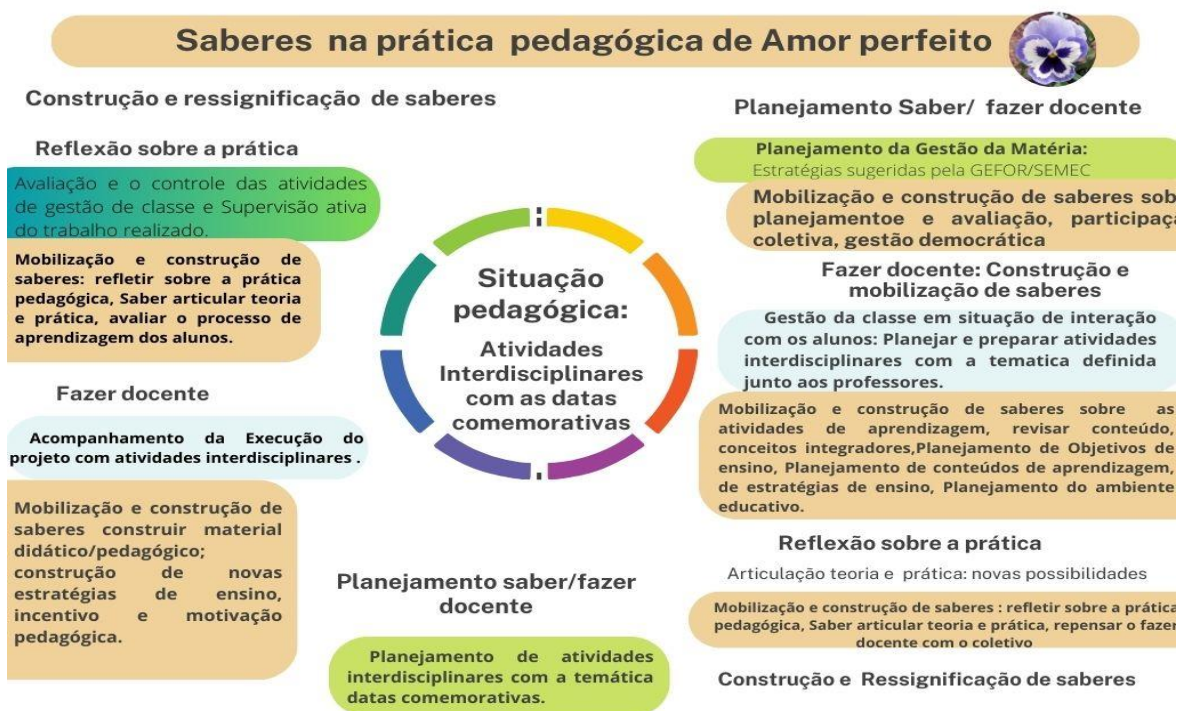 Saberes na prática pedagógica de Amor perfeito
Construção e ressignificação de saberes
Reflexão sobre a prática
Avaliação e o controle das atividades
de gestão de classe e Supervisão ativa
do trabalho realizado.
Mobilização e construção de
saberes: refletir sobre a prática
pedagógica, Saber articular teoria
e prática, avaliar o processo de
aprendizagem dos alunos.
Fazer docente
Acompanhamento da Execução do
projeto com atividades interdisciplinares .
Mobilização e construção de
saberes construir material
didático/pedagógico;
construção de novas
estratégias de ensino,
incentivo e motivação
pedagógica.
Situação
pedagógica:
Atividades
Interdisciplinares
com as datas
comemorativas
Planejamento saber/fazer
docente
Planejamento de atividades
interdisciplinares com a temática
datas comemorativas.
Planejamento Saber/ fazer docente
Planejamento da Gestão da Matéria:
Estratégias sugeridas pela GEFOR/SEMEC
Mobilização e construção de saberes sob
planejamentoe e avaliação, participaç
coletiva, gestão democrática
Fazer docente: Construção e
mobilização de saberes
Gestão da classe em situação de interação
com os alunos: Planejar e preparar atividades
interdisciplinares com a tematica definida
junto aos professores.
Mobilização e construção de saberes sobre as
atividades de aprendizagem, revisar conteúdo,
conceitos integradores,Planejamento de Objetivos de
ensino, Planejamento de conteúdos de aprendizagem,
de estratégias de ensino, Planejamento do ambiente
educativo.
Reflexão sobre a prática
Articulação teoria e prática: novas possibilidades
Mobilização e construção de saberes : refletir sobre a prática
pedagógica, Saber articular teoria e prática, repensar o fazer
docente com o coletivo
Construção e Ressignificação de saberes